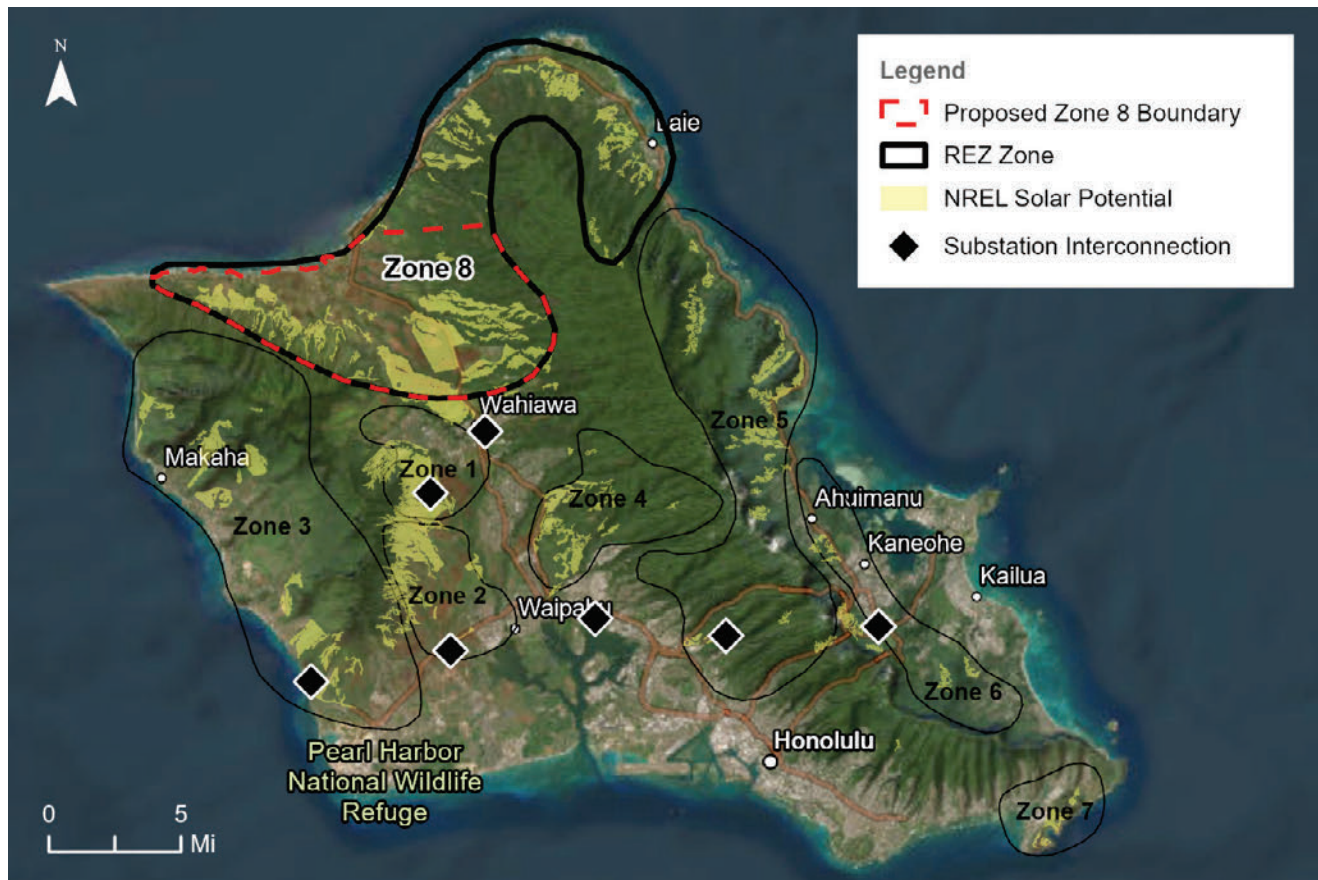 N
Legend
Proposed Zone 8 Boundary
REZ Zone
NREL Solar Potential
Substation Interconnection
Laie
Zone 8
Wahiawa
Zone 5
Makaha
Zone 1
Zone 4
Zone 3
Ahuimanu
Kaneohe
Kailua
Zone 2
Waipahu
Zone 6
Honolulu
Pearl Harbor
National Wildlife
Refuge
Zone 7
0 5
Mi